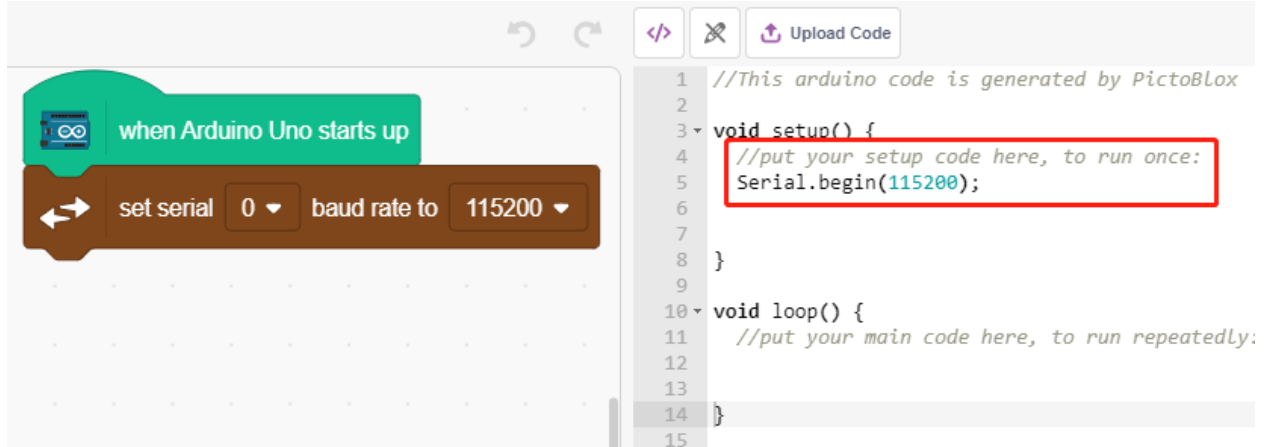 </> Upload Code
when Arduino Uno starts up
set serial 0 baud rate to 115200
1 //This arduino code is generated by PictoBlox
2
3 void setup() {
4 //put your setup code here, to run once:
5 Serial.begin(115200);
6
7
8 }
9
10 void loop() {
11 //put your main code here, to run repeatedly:
12
13
14 }
15